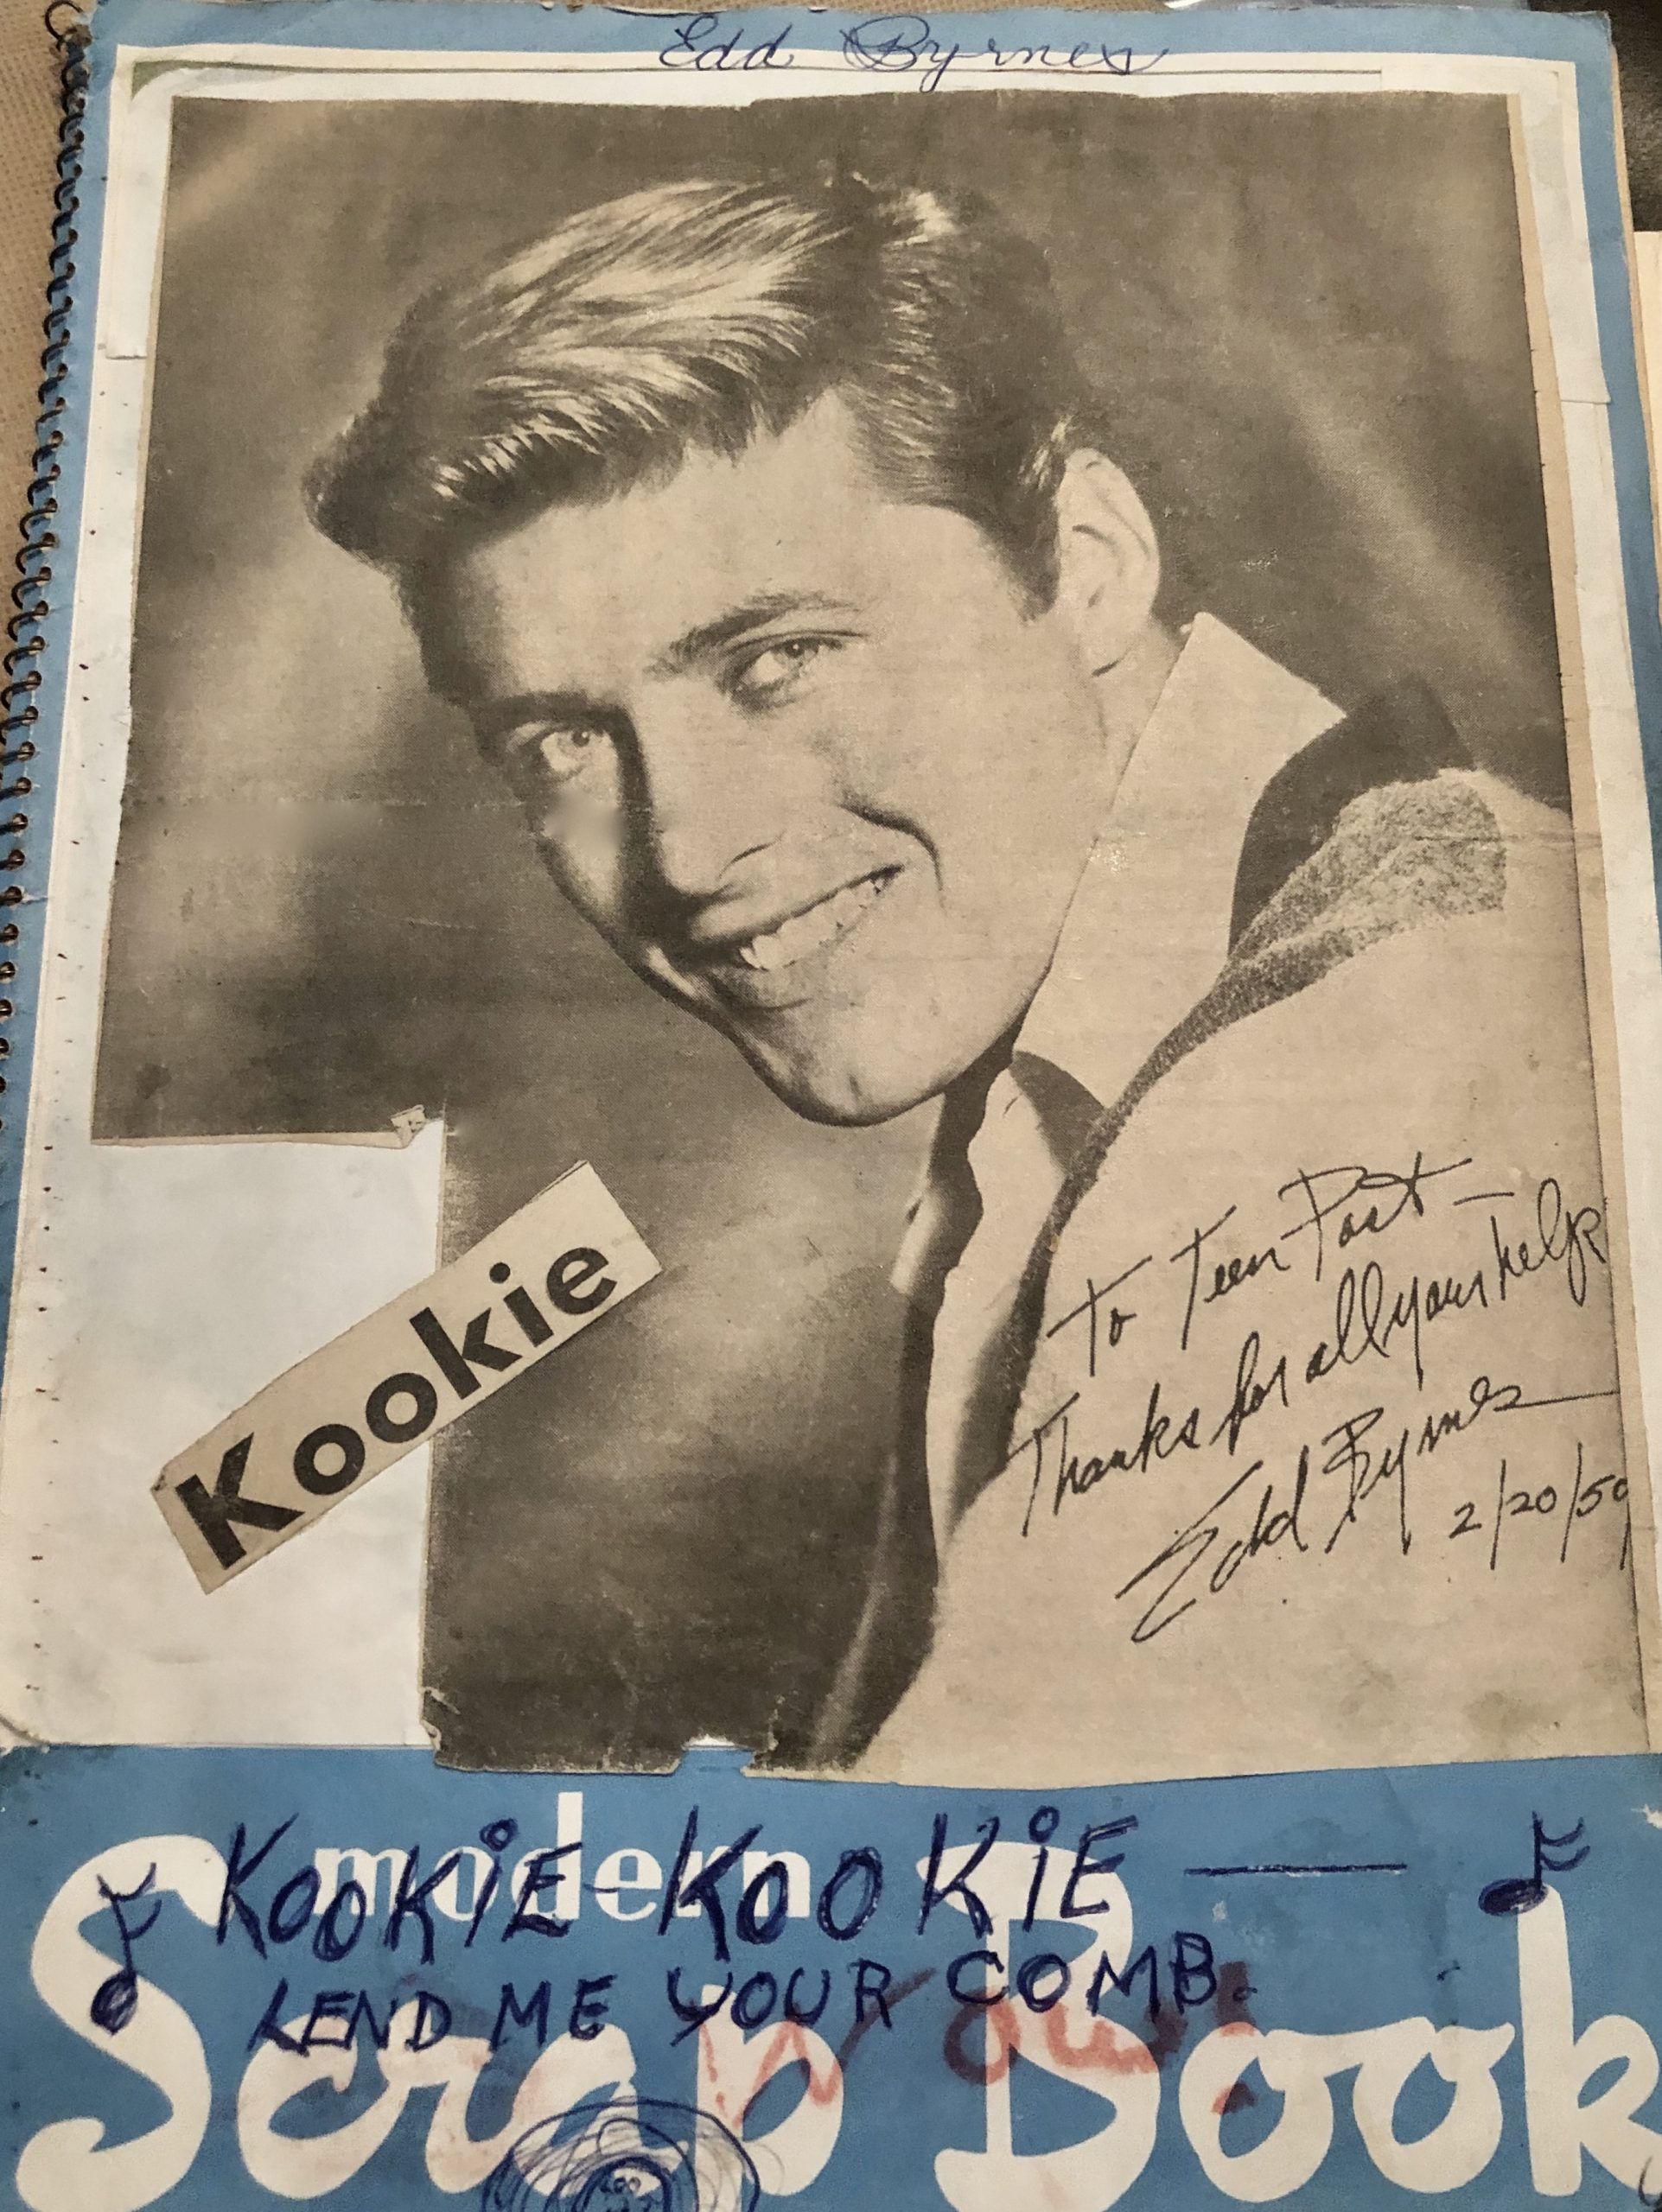 Edd Byrnes
To Teen Post —
Thanks for all your help
Edd Byrnes
2/20/59
Kookie
modern
Scrap Book
KOOKiE - KOOKiE —
LEND ME YOUR COMB.
Wow!